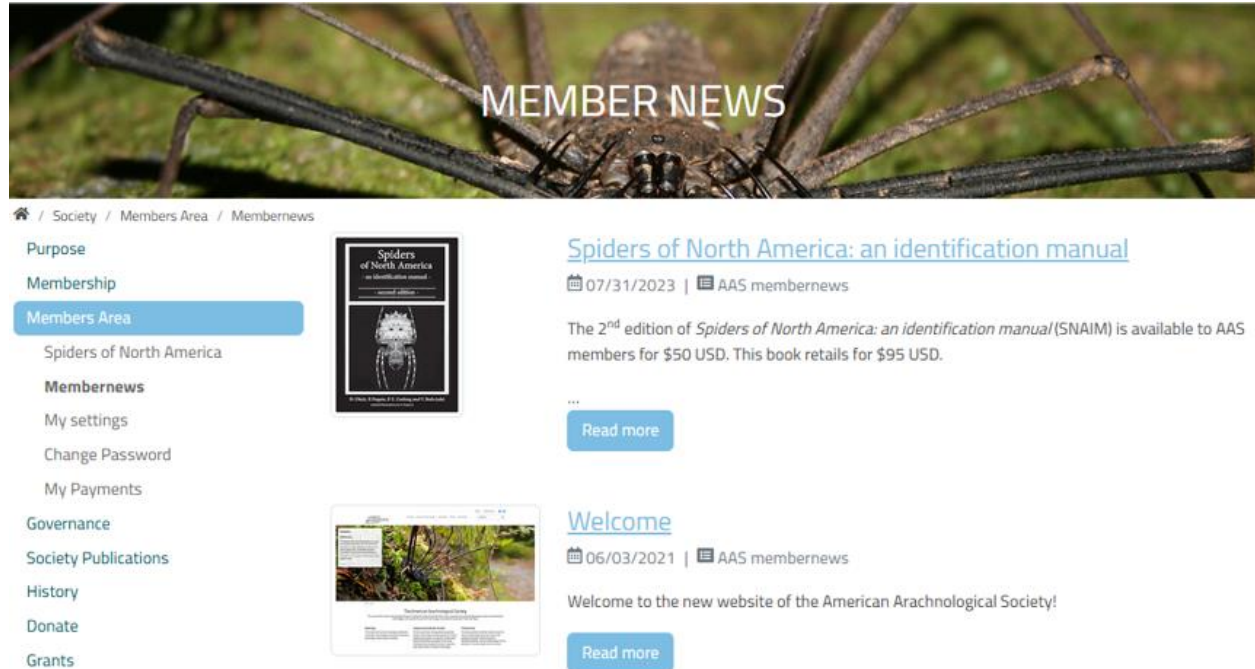 MEMBER NEWS
/ Society / Members Area / Membernews
Purpose
Membership
Members Area
Spiders of North America
Membernews
My settings
Change Password
My Payments
Governance
Society Publications
History
Donate
Grants
Spiders
of North America
- an identification manual -
- second edition -
Spiders of North America: an identification manual
07/31/2023 | AAS membernews
The 2nd edition of Spiders of North America: an identification manual (SNAIM) is available to AAS
members for $50 USD. This book retails for $95 USD.
...
Read more
Welcome
06/03/2021 | AAS membernews
Welcome to the new website of the American Arachnological Society!
Read more